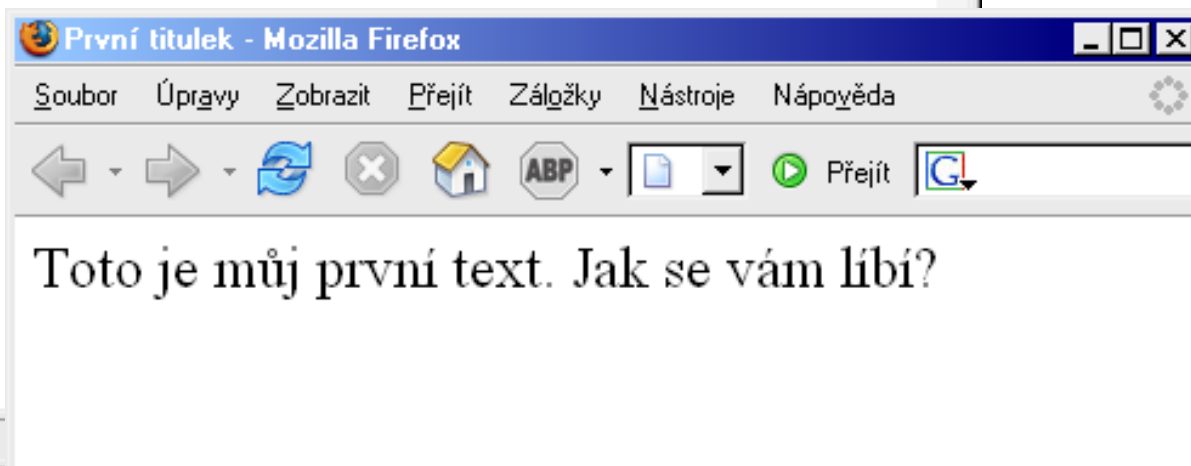 První titulek - Mozilla Firefox
Soubor Úpravy Zobrazit Přejít Záložky Nástroje Nápověda
ABP Přejít G
Toto je můj první text. Jak se vám líbí?